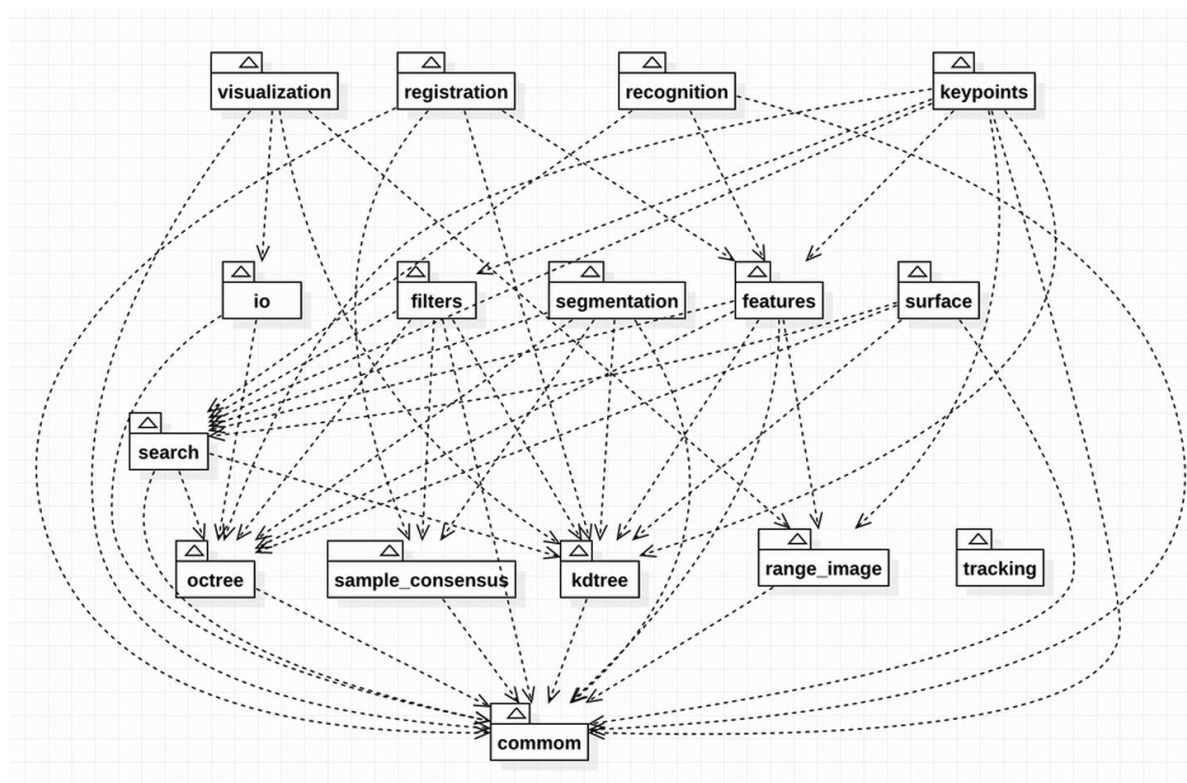 visualization
registration
recognition
keypoints
io
filters
segmentation
features
surface
search
octree
sample_consensus
kdtree
range_image
tracking
commom